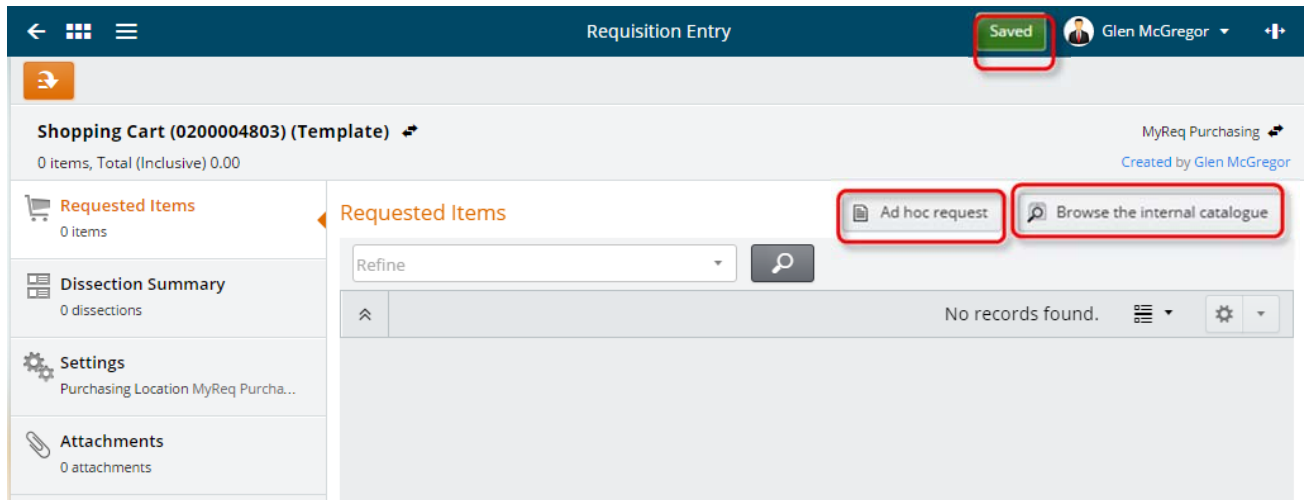 Requisition Entry
Saved
Glen McGregor
Shopping Cart (0200004803) (Template)
MyReq Purchasing
0 items, Total (Inclusive) 0.00
Created by Glen McGregor
Requested Items
0 items
Dissection Summary
0 dissections
Settings
Purchasing Location MyReq Purcha...
Attachments
0 attachments
Requested Items
Ad hoc request
Browse the internal catalogue
Refine
No records found.